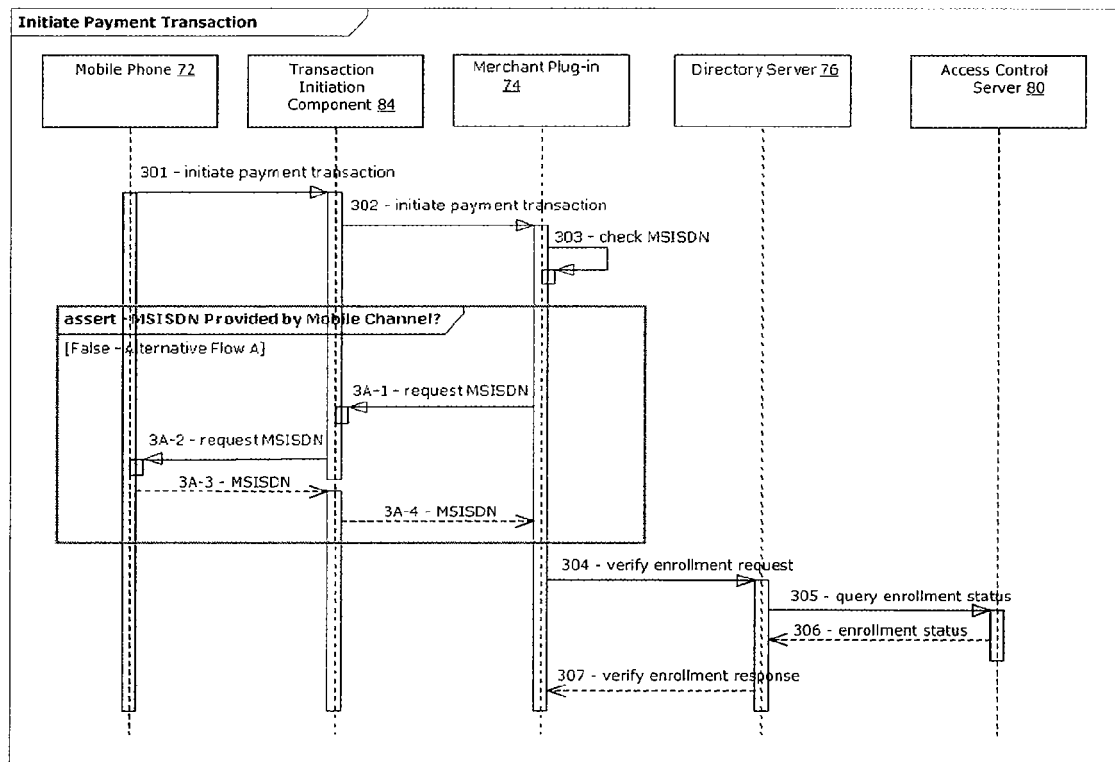 Initiate Payment Transaction
Mobile Phone 72
Transaction
Initiation
Component 84
Merchant Plug-in
74
Directory Server 76
Access Control
Server 80
301 - initiate payment transaction
302 - initiate payment transaction
303 - check MSISDN
assert - MSISDN Provided by Mobile Channel?
[False - Alternative Flow A]
3A-1 - request MSISDN
3A-2 - request MSISDN
3A-3 - MSISDN
3A-4 - MSISDN
304 - verify enrollment request
305 - query enrollment status
306 - enrollment status
307 - verify enrollment response